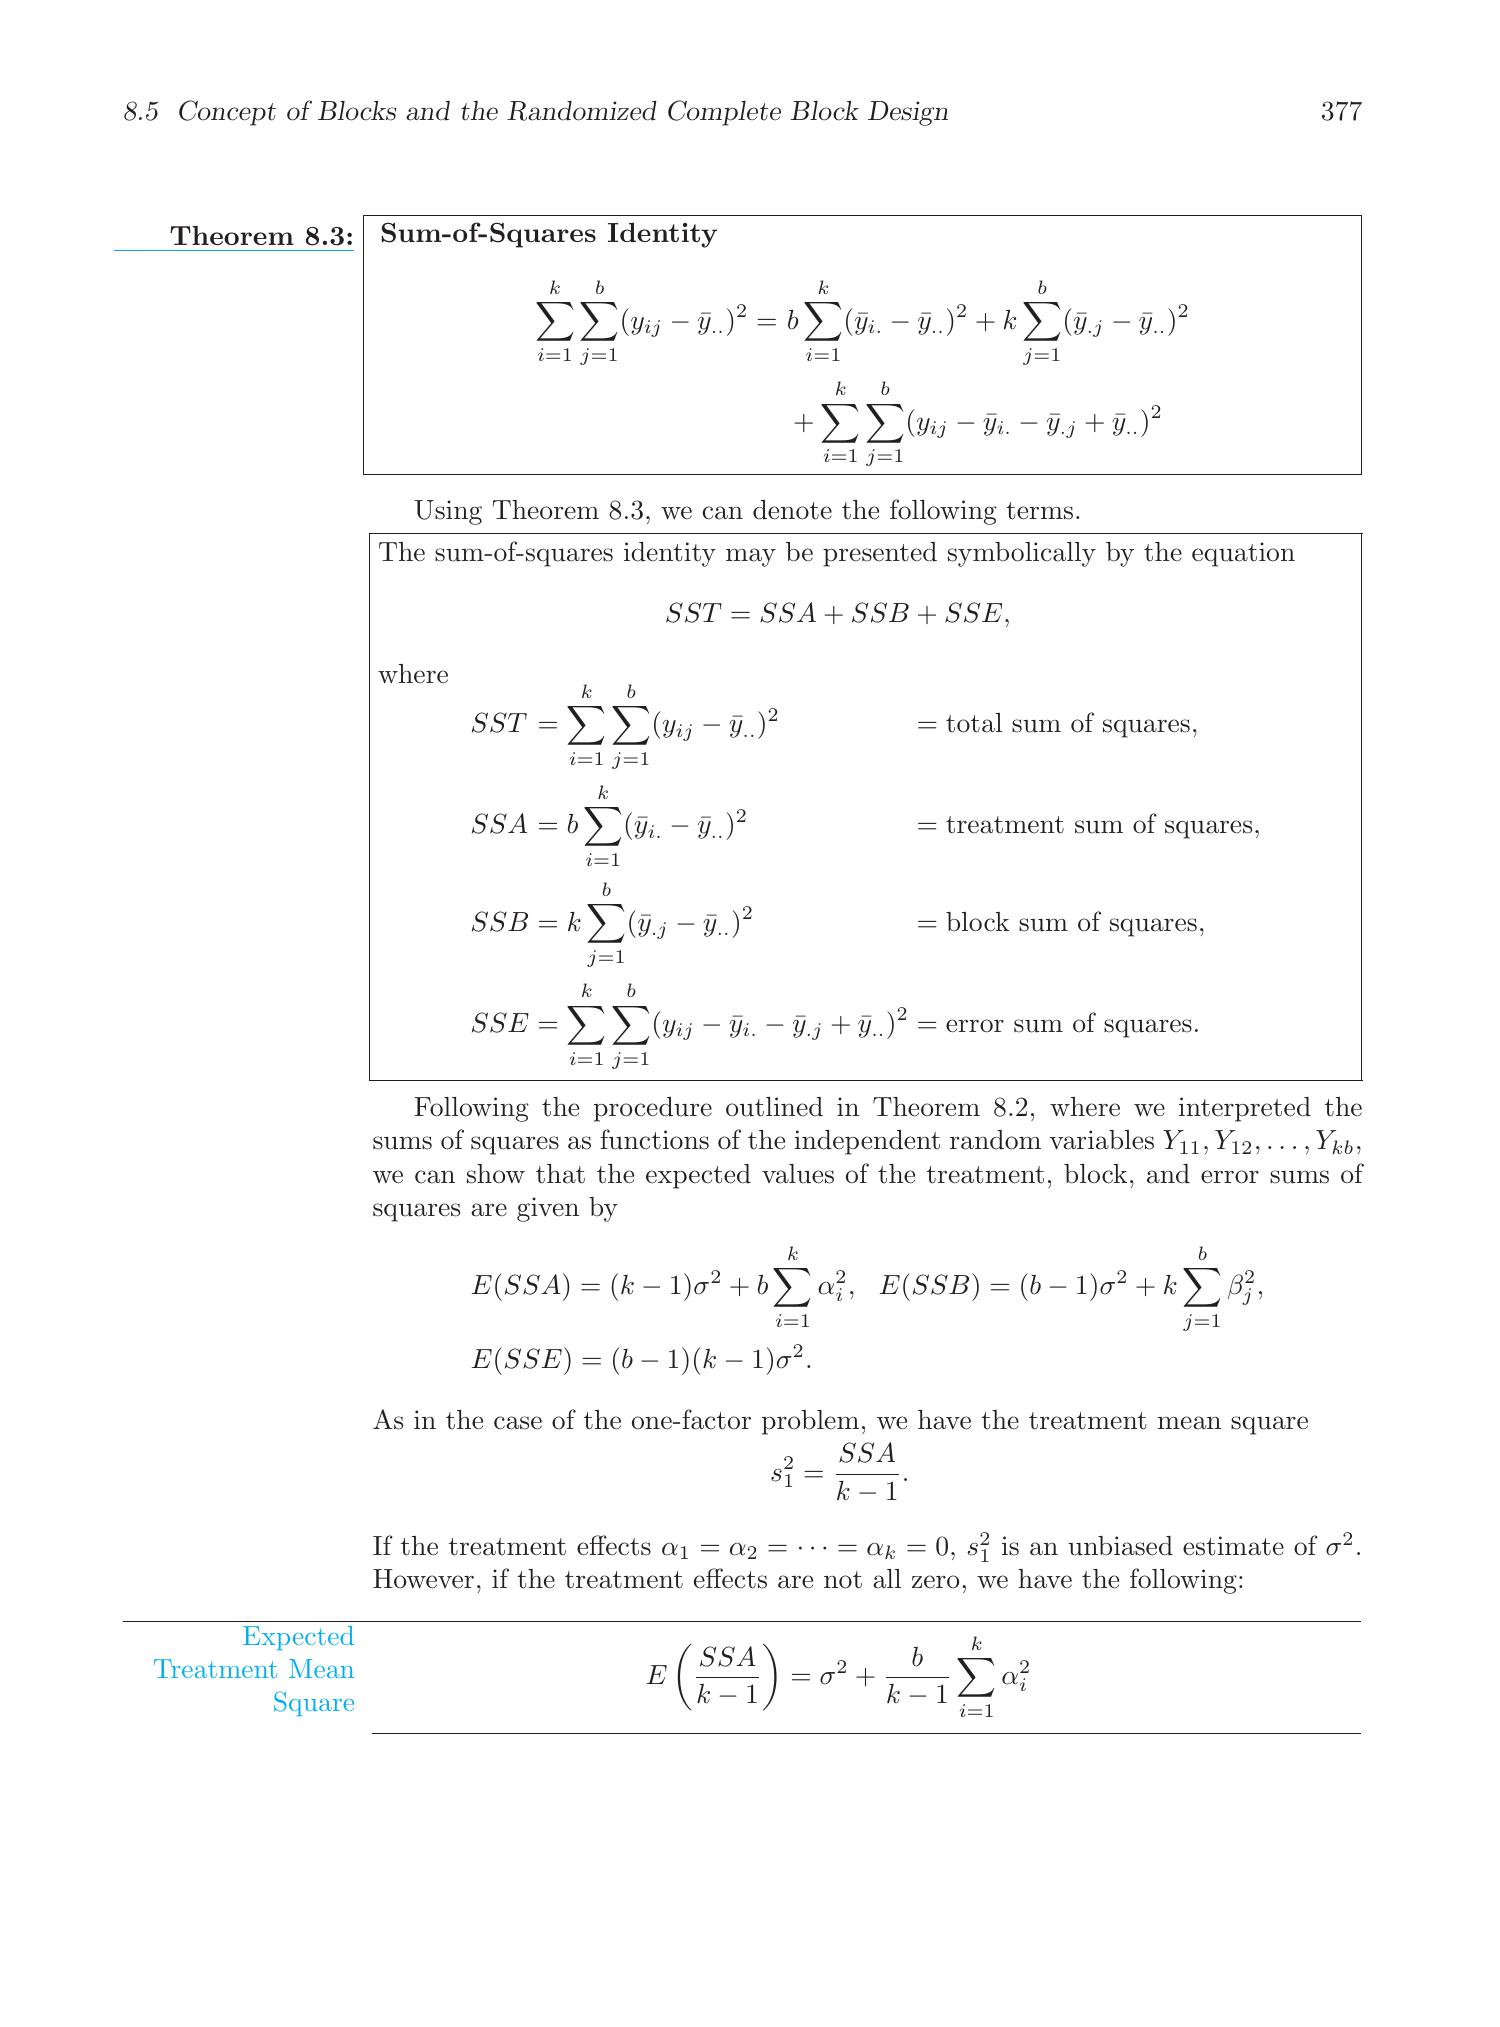 8.5 Concept of Blocks and the Randomized Complete Block Design 377
Theorem 8.3: Sum-of-Squares Identity
$\sum_{i=1}^{k}\sum_{j=1}^{b}(y_{ij}-\bar{y}_{..})^2 = b\sum_{i=1}^{k}(\bar{y}_{i.}-\bar{y}_{..})^2 + k\sum_{j=1}^{b}(\bar{y}_{.j}-\bar{y}_{..})^2$
$+\sum_{i=1}^{k}\sum_{j=1}^{b}(y_{ij}-\bar{y}_{i.}-\bar{y}_{.j}+\bar{y}_{..})^2$
Using Theorem 8.3, we can denote the following terms.
The sum-of-squares identity may be presented symbolically by the equation
$SST = SSA + SSB + SSE,$
where
$SST = \sum_{i=1}^{k}\sum_{j=1}^{b}(y_{ij}-\bar{y}_{..})^2$ = total sum of squares,
$SSA = b\sum_{i=1}^{k}(\bar{y}_{i.}-\bar{y}_{..})^2$ = treatment sum of squares,
$SSB = k\sum_{j=1}^{b}(\bar{y}_{.j}-\bar{y}_{..})^2$ = block sum of squares,
$SSE = \sum_{i=1}^{k}\sum_{j=1}^{b}(y_{ij}-\bar{y}_{i.}-\bar{y}_{.j}+\bar{y}_{..})^2$ = error sum of squares.
Following the procedure outlined in Theorem 8.2, where we interpreted the
sums of squares as functions of the independent random variables $Y_{11}, Y_{12}, \ldots, Y_{kb}$,
we can show that the expected values of the treatment, block, and error sums of
squares are given by
$E(SSA) = (k-1)\sigma^2 + b\sum_{i=1}^{k}\alpha_i^2, \quad E(SSB) = (b-1)\sigma^2 + k\sum_{j=1}^{b}\beta_j^2,$
$E(SSE) = (b-1)(k-1)\sigma^2.$
As in the case of the one-factor problem, we have the treatment mean square
$s_1^2 = \frac{SSA}{k-1}.$
If the treatment effects $\alpha_1 = \alpha_2 = \cdots = \alpha_k = 0$, $s_1^2$ is an unbiased estimate of $\sigma^2$.
However, if the treatment effects are not all zero, we have the following:
Expected
Treatment Mean
Square
$E\left(\frac{SSA}{k-1}\right) = \sigma^2 + \frac{b}{k-1}\sum_{i=1}^{k}\alpha_i^2$